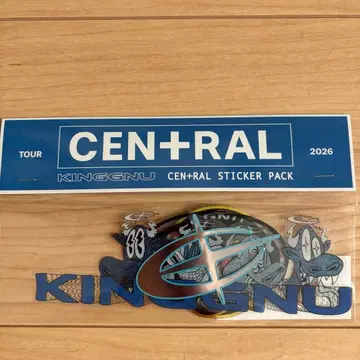 CEN+RAL
TOUR
2026
KINGGNU CEN+RAL STICKER PACK
KINGGNU